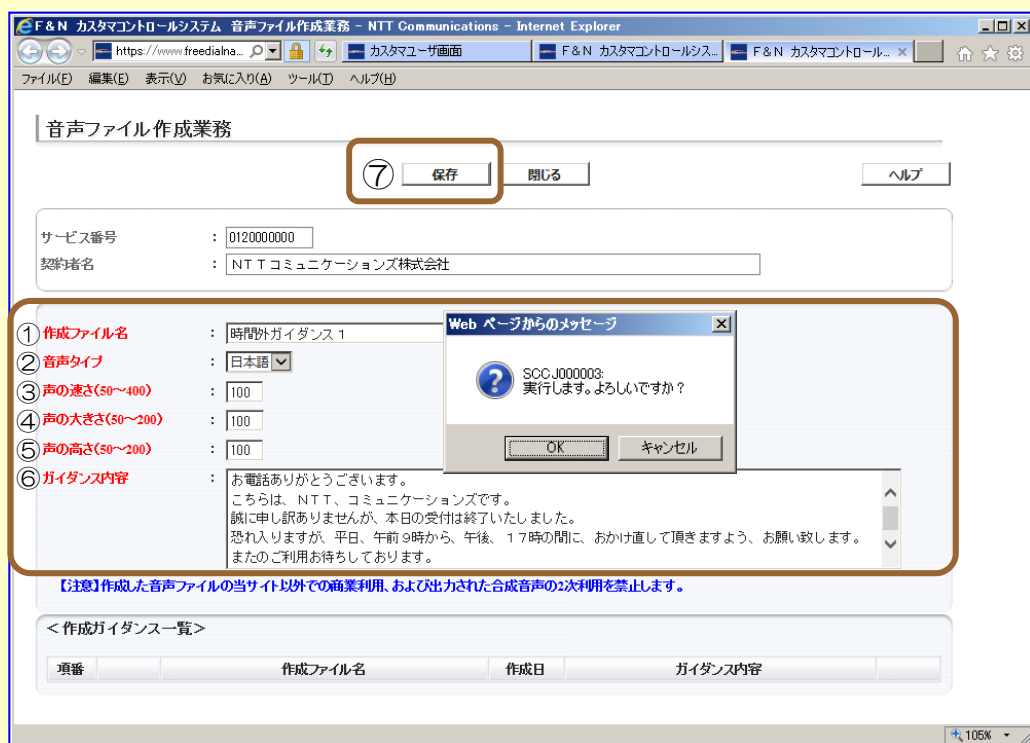 F＆N カスタマコントロールシステム 音声ファイル作成業務 - NTT Communications - Internet Explorer
https://www.freedialna...
カスタマユーザ画面
F＆N カスタマコントロールシス...
F＆N カスタマコントロール... ×
ファイル(F) 編集(E) 表示(V) お気に入り(A) ツール(T) ヘルプ(H)
音声ファイル作成業務
⑦ 保存 閉じる ヘルプ
サービス番号 : 0120000000
契約者名 : ＮＴＴコミュニケーションズ株式会社
①作成ファイル名 : 時間外ガイダンス１
②音声タイプ : 日本語
③声の速さ(50～400) : 100
④声の大きさ(50～200) : 100
⑤声の高さ(50～200) : 100
⑥ガイダンス内容 : お電話ありがとうございます。
こちらは、ＮＴＴ、コミュニケーションズです。
誠に申し訳ありませんが、本日の受付は終了いたしました。
恐れ入りますが、平日、午前９時から、午後、１７時の間に、おかけ直して頂きますよう、お願い致します。
またのご利用お待ちしております。
Web ページからのメッセージ
SCCJ000003:
実行します。よろしいですか？
OK キャンセル
【注意】作成した音声ファイルの当サイト以外での商業利用、および出力された合成音声の2次利用を禁止します。
＜作成ガイダンス一覧＞
項番 作成ファイル名 作成日 ガイダンス内容
105%